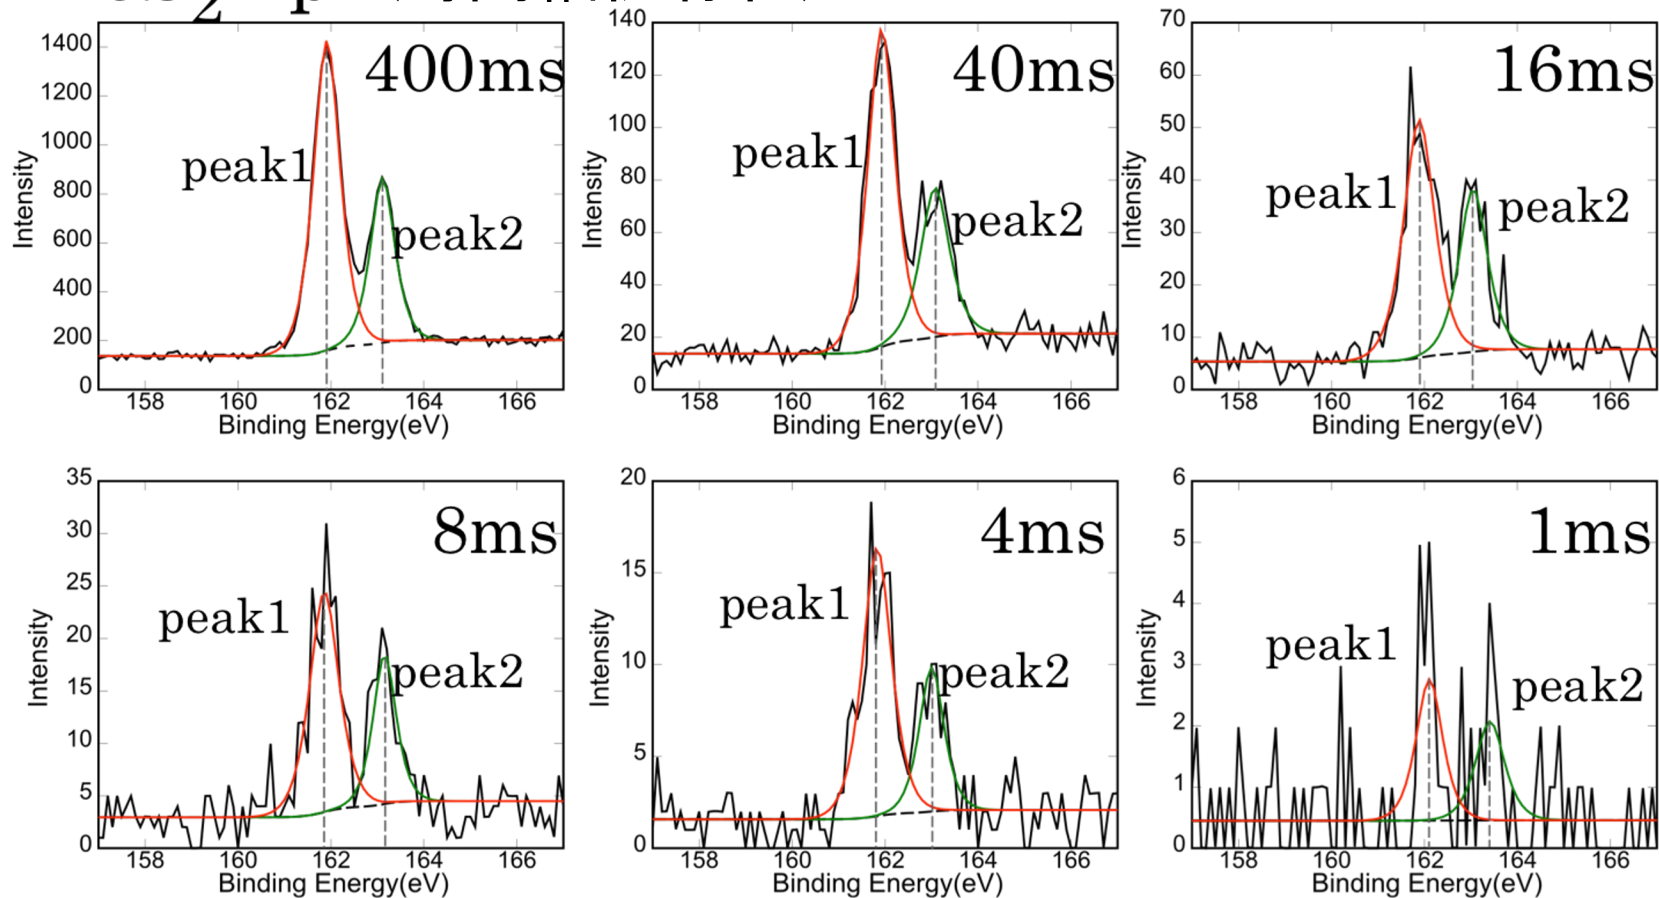 1400
1200
1000
800
600
400
200
0
Intensity
400ms
peak1
peak2
158 160 162 164 166
Binding Energy(eV)
140
120
100
80
60
40
20
0
Intensity
40ms
peak1
peak2
158 160 162 164 166
Binding Energy(eV)
70
60
50
40
30
20
10
0
Intensity
16ms
peak1
peak2
158 160 162 164 166
Binding Energy(eV)
35
30
25
20
15
10
5
0
Intensity
8ms
peak1
peak2
158 160 162 164 166
Binding Energy(eV)
20
15
10
5
0
Intensity
4ms
peak1
peak2
158 160 162 164 166
Binding Energy(eV)
6
5
4
3
2
1
0
Intensity
1ms
peak1
peak2
158 160 162 164 166
Binding Energy(eV)